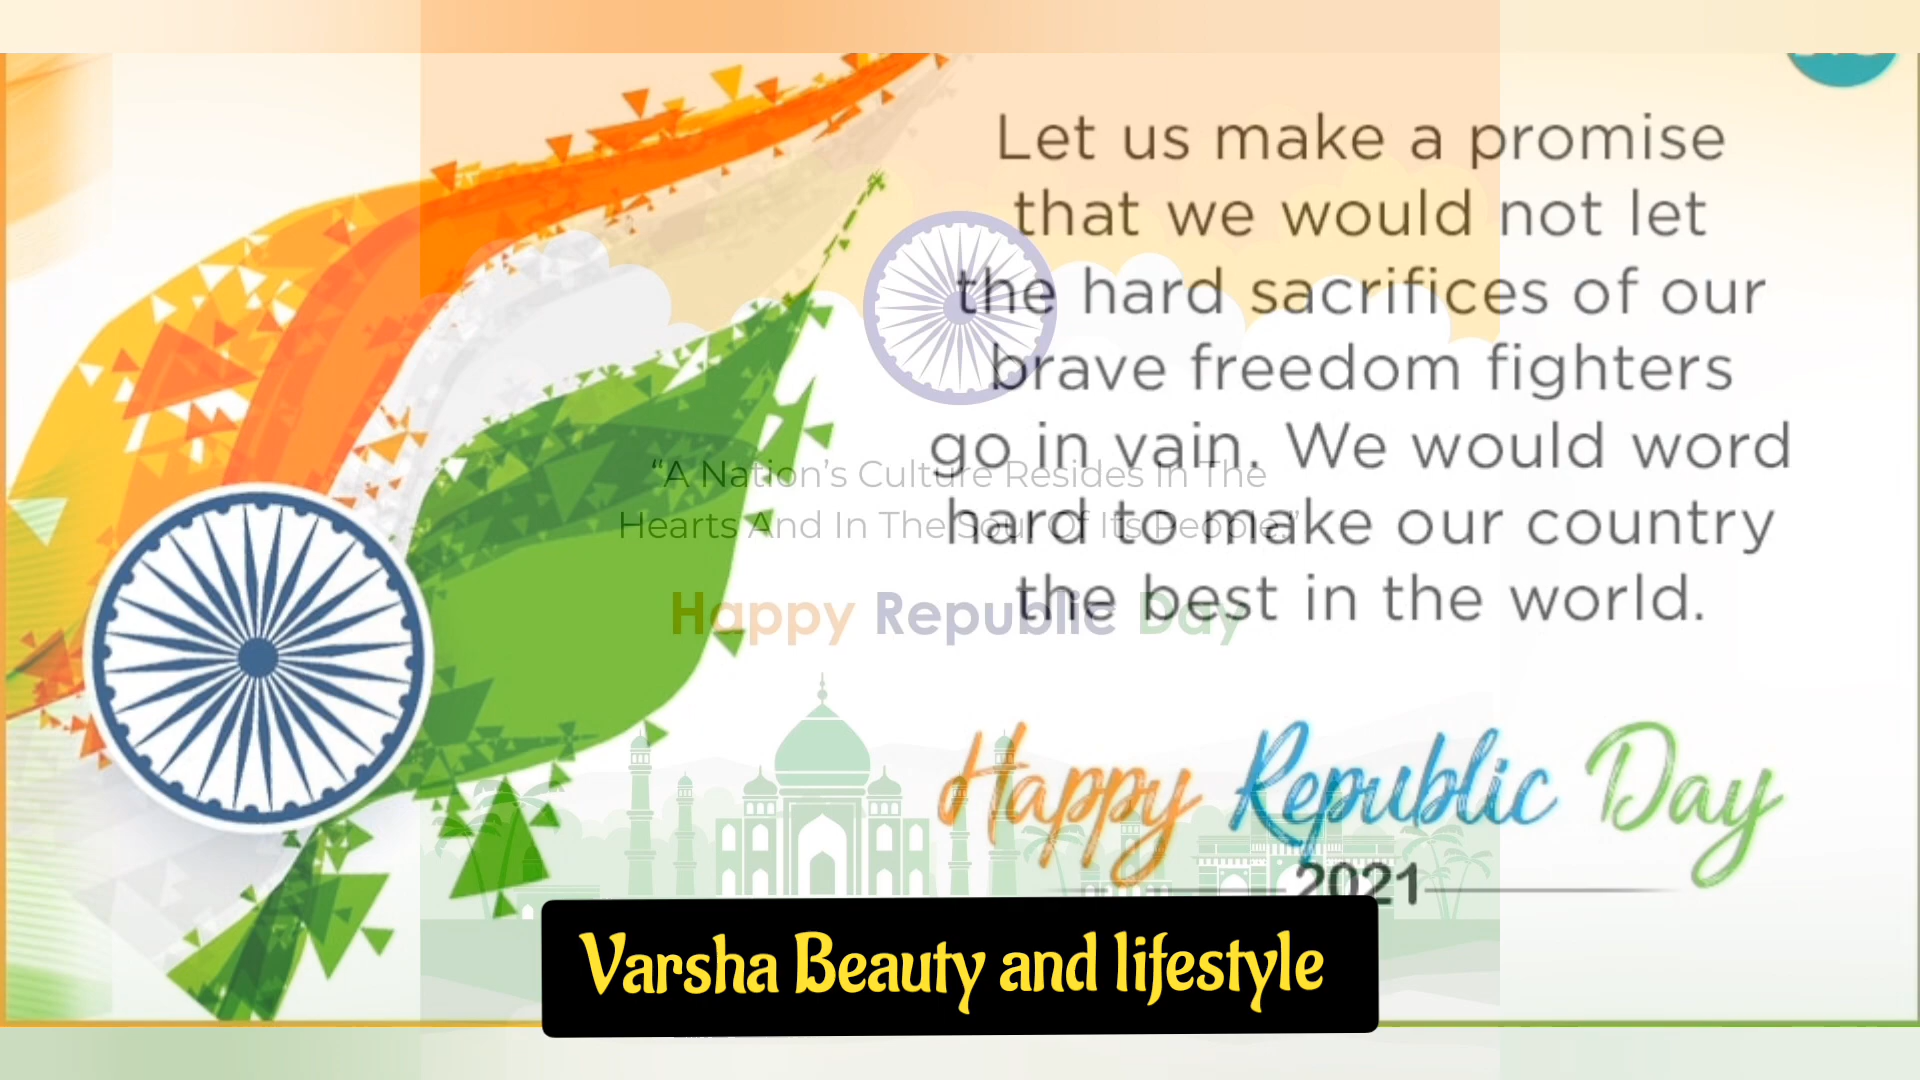 Let us make a promise
that we would not let
the hard sacrifices of our
brave freedom fighters
go in vain. We would word
hard to make our country
the best in the world.
“A Nation’s Culture Resides In The
Hearts And In The Soul Of Its People.”
Happy Republic Day
Happy Republic Day
2021
Varsha Beauty and lifestyle